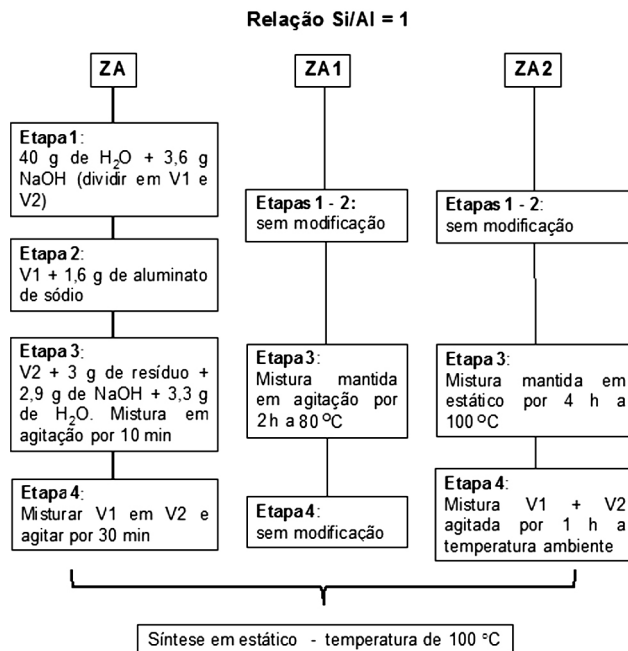 Relação Si/Al = 1
ZA
Etapa 1:
40 g de H₂O + 3,6 g
NaOH (dividir em V1 e
V2)
Etapa 2:
V1 + 1,6 g de aluminato
de sódio
Etapa 3:
V2 + 3 g de resíduo +
2,9 g de NaOH + 3,3 g
de H₂O. Mistura em
agitação por 10 min
Etapa 4:
Misturar V1 em V2 e
agitar por 30 min
ZA1
Etapas 1 - 2:
sem modificação
Etapa 3:
Mistura mantida
em agitação por
2h a 80 °C
Etapa 4:
sem modificação
ZA2
Etapas 1 - 2:
sem modificação
Etapa 3:
Mistura mantida em
estático por 4 h a
100 °C
Etapa 4:
Mistura V1 + V2
agitada por 1 h a
temperatura ambiente
Síntese em estático - temperatura de 100 °C